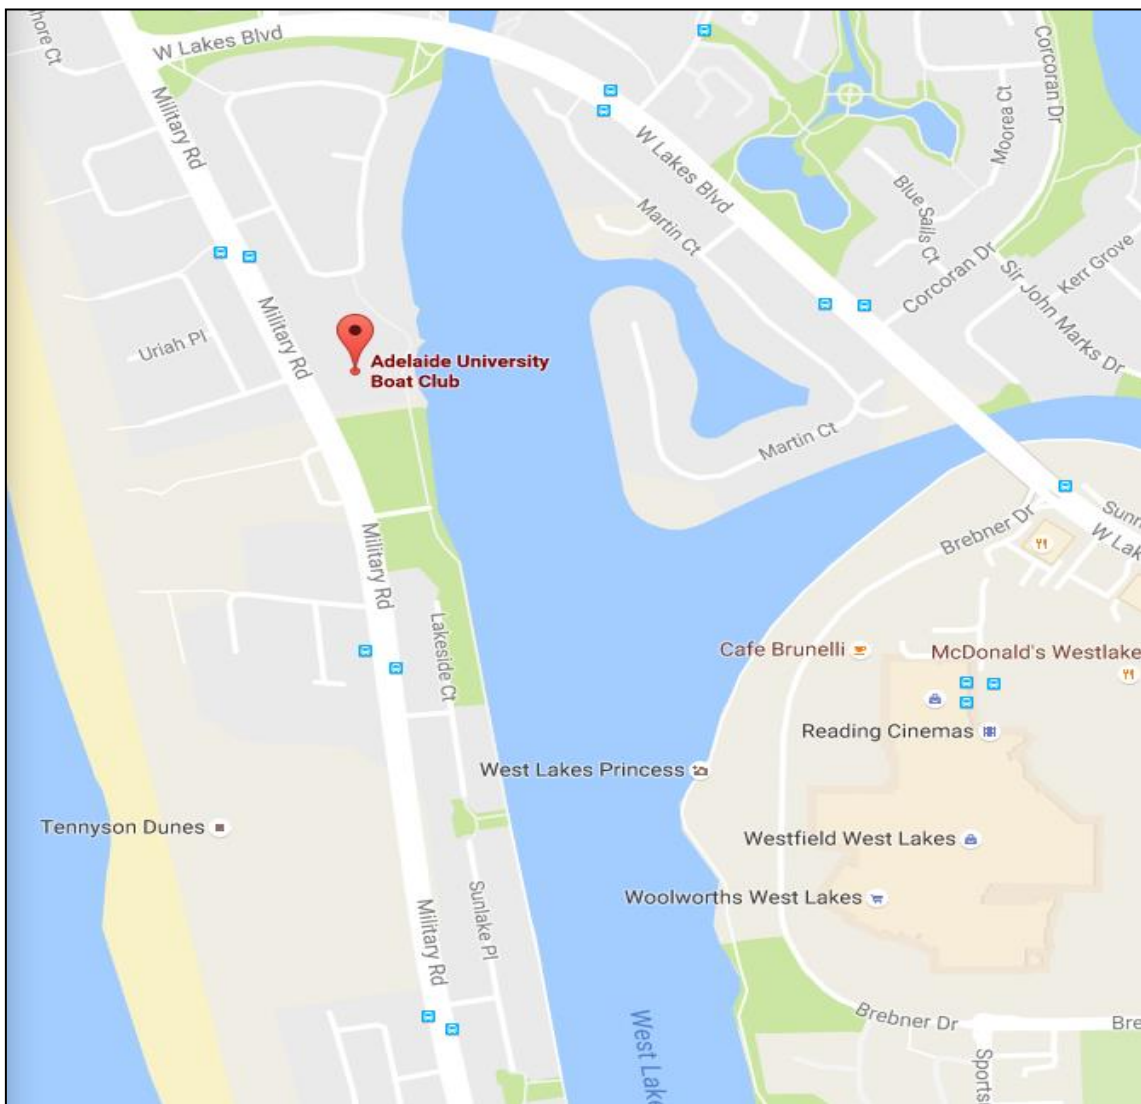 hore Ct
W Lakes Blvd
Corcoran Dr
Moorea Ct
Military Rd
W Lakes Blvd
Martin Ct
Blue Sails Ct
Corcoran Dr
Kerr Grove
Sir John Marks Dr
Military Rd
Uriah Pl
Adelaide University
Boat Club
Martin Ct
Brebner Dr
Sunn
W Lak
Military Rd
Lakeside Ct
Cafe Brunelli
McDonald's Westlake
Reading Cinemas
West Lakes Princess
Tennyson Dunes
Westfield West Lakes
Woolworths West Lakes
Sunlake Pl
Military Rd
West Lake
Brebner Dr
Bre
Sports